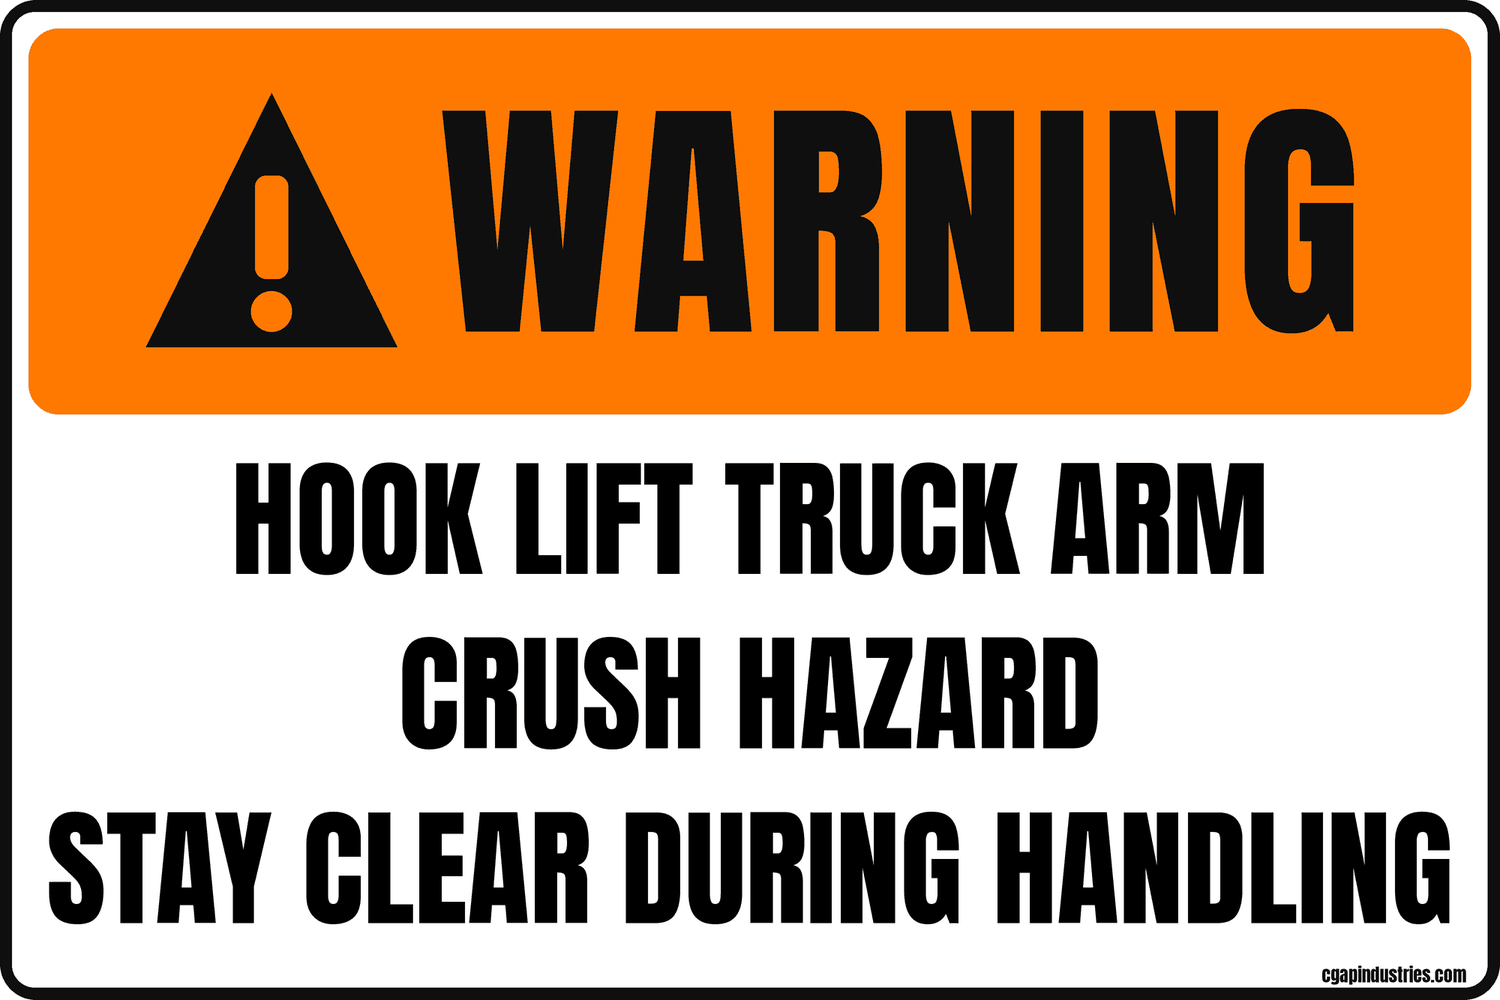 WARNING
HOOK LIFT TRUCK ARM
CRUSH HAZARD
STAY CLEAR DURING HANDLING
cgapindustries.com